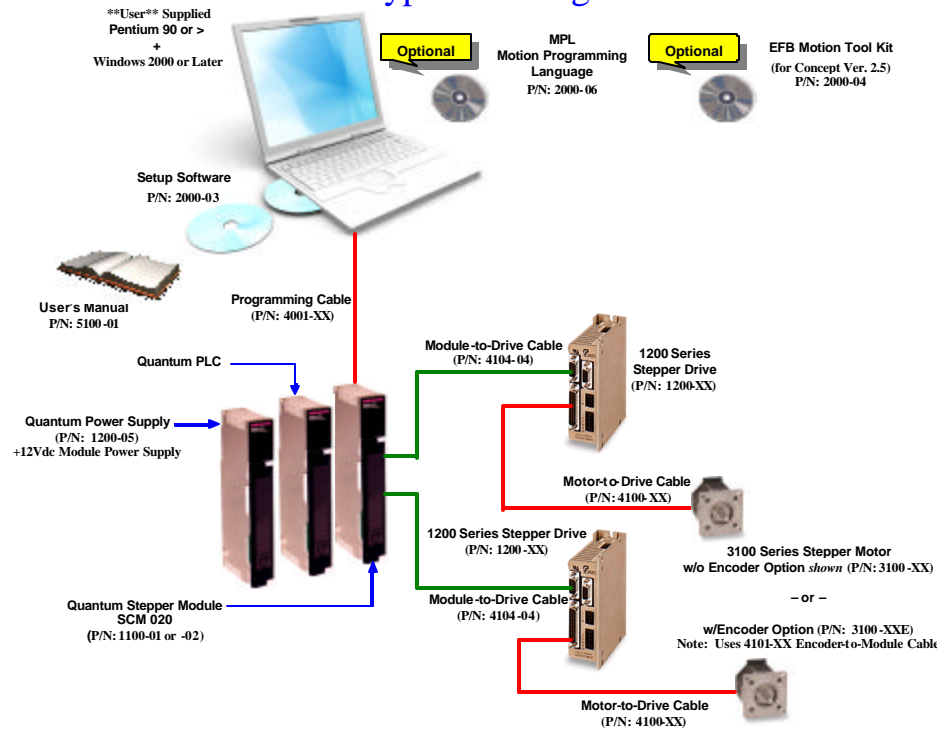 **User** Supplied
Pentium 90 or >
+
Windows 2000 or Later
Optional
MPL
Motion Programming
Language
P/N: 2000-06
Optional
EFB Motion Tool Kit
(for Concept Ver. 2.5)
P/N: 2000-04
Setup Software
P/N: 2000-03
User's Manual
P/N: 5100-01
Programming Cable
(P/N: 4001-XX)
Quantum PLC
Quantum Power Supply
(P/N: 1200-05)
+12Vdc Module Power Supply
Module-to-Drive Cable
(P/N: 4104-04)
1200 Series
Stepper Drive
(P/N: 1200-XX)
Motor-to-Drive Cable
(P/N: 4100-XX)
1200 Series Stepper Drive
(P/N: 1200-XX)
3100 Series Stepper Motor
w/o Encoder Option shown (P/N: 3100-XX)
– or –
w/Encoder Option (P/N: 3100-XXE)
Note: Uses 4101-XX Encoder-to-Module Cable
Quantum Stepper Module
SCM 020
(P/N: 1100-01 or -02)
Module-to-Drive Cable
(P/N: 4104-04)
Motor-to-Drive Cable
(P/N: 4100-XX)